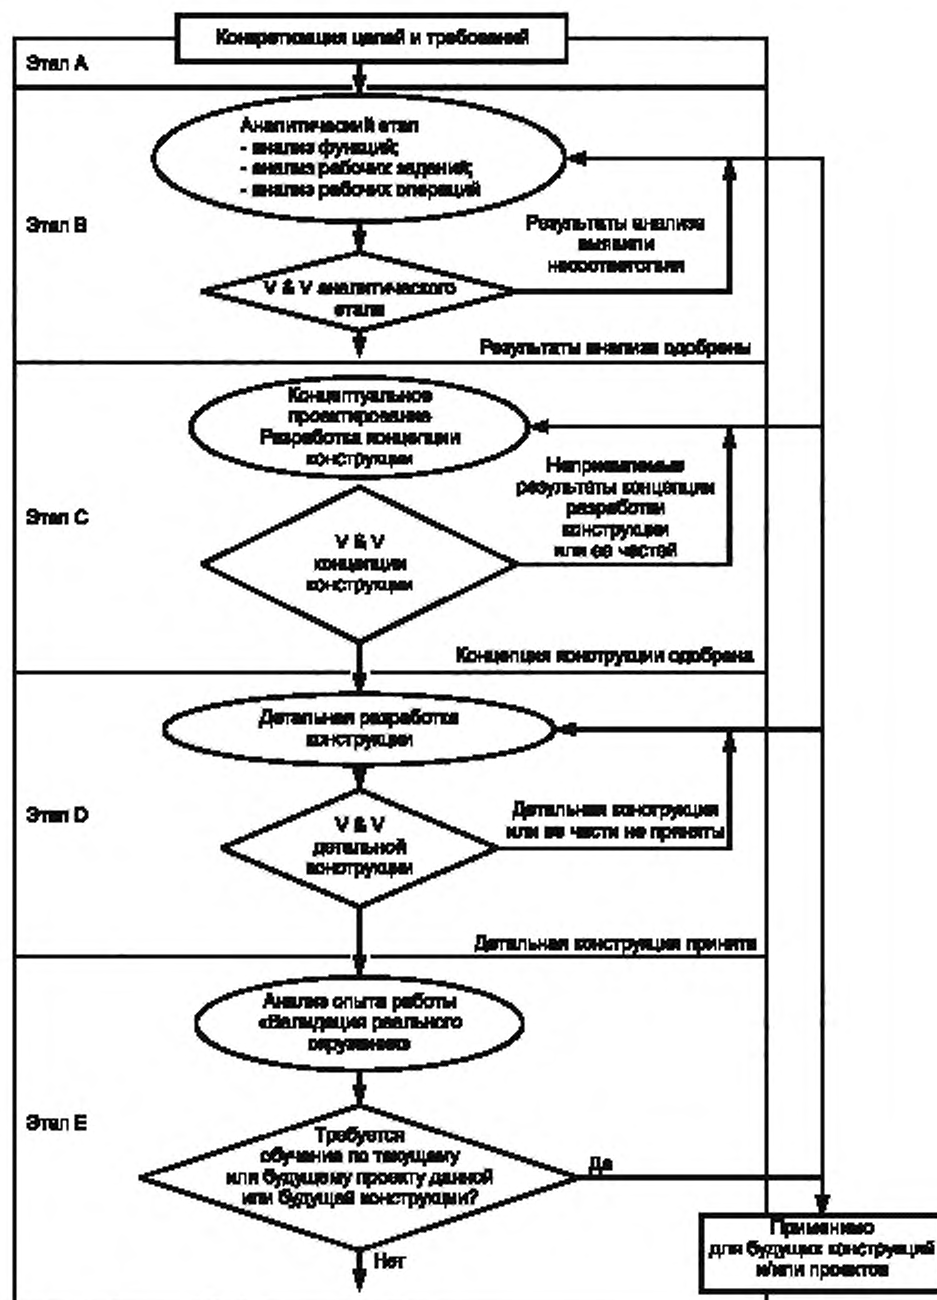 Конкретизация целей и требований
Этап A
Аналитический этап
- анализ функций;
- анализ рабочих заданий;
- анализ рабочих операций
Этап B
Результаты анализа
выявили
несоответствия
V & V аналитического
этапа
Результаты анализа одобрены
Концептуальное
проектирование
Разработка концепции
конструкции
Неприемлемые
результаты концепции
разработки
конструкции
или ее частей
Этап C
V & V
концепции
конструкции
Концепция конструкции одобрена
Детальная разработка
конструкции
Этап D
Детальная конструкция
или ее части не приняты
V & V
детальной
конструкции
Детальная конструкция принята
Анализ опыта работы
«Валидация реального
окружения»
Этап E
Требуется
обучение по текущему
или будущему проекту данной
или будущей конструкции?
Да
Нет
Применимо
для будущих конструкций
и/или проектов